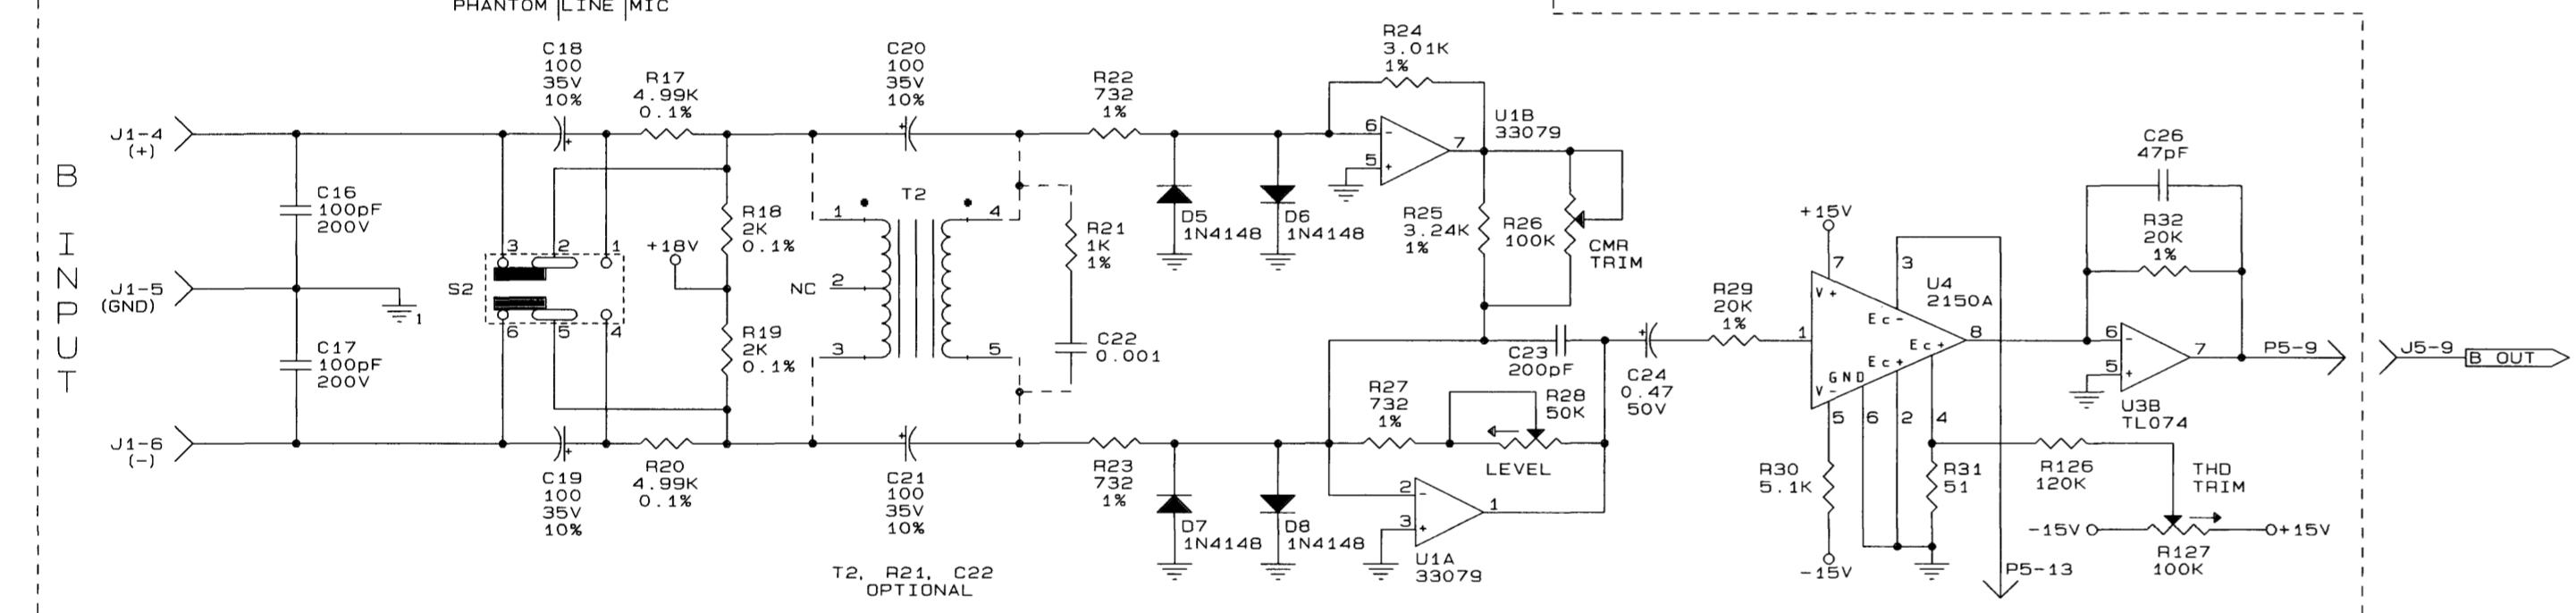 PHANTOM LINE MIC
B INPUT
J1-4
(+)
J1-5
(GND)
J1-6
(-)
C16
100pF
200V
C17
100pF
200V
1
C18
100
35V
10%
+
R17
4.99K
0.1%
S2
3 2 1
6 5 4
C19
100
35V
10%
+
R20
4.99K
0.1%
+18V
R18
2K
0.1%
R19
2K
0.1%
C20
100
35V
10%
+
T2
1
NC 2
3
4
5
C21
100
35V
10%
+
R21
1K
1%
C22
0.001
T2, R21, C22
OPTIONAL
R22
732
1%
R23
732
1%
D5
1N4148
D6
1N4148
D7
1N4148
D8
1N4148
R24
3.01K
1%
6 -
5 +
7
U1B
33079
R25
3.24K
1%
R26
100K
CMR
TRIM
C23
200pF
R27
732
1%
R28
50K
LEVEL
2 -
3 +
1
U1A
33079
+
C24
0.47
50V
R29
20K
1%
+15V
7
V+
1
3
Ec-
U4
2150A
Ec+
8
Ec+
GND
V-
5 6 2 4
R30
5.1K
-15V
R31
51
P5-13
R126
120K
THD
TRIM
-15V
+15V
R127
100K
C26
47pF
R32
20K
1%
6 -
5 +
7
U3B
TL074
P5-9
J5-9
B OUT